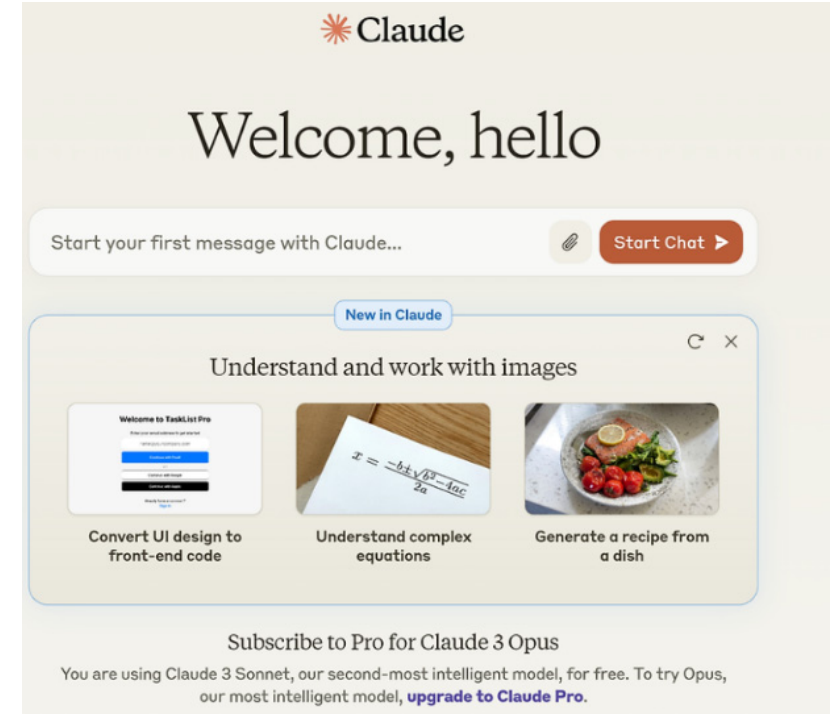 Claude
Welcome, hello
Start your first message with Claude...
Start Chat
New in Claude
Understand and work with images
Welcome to TaskList Pro
x = -b±√b²-4ac
2a
Convert UI design to
front-end code
Understand complex
equations
Generate a recipe from
a dish
Subscribe to Pro for Claude 3 Opus
You are using Claude 3 Sonnet, our second-most intelligent model, for free. To try Opus,
our most intelligent model, upgrade to Claude Pro.